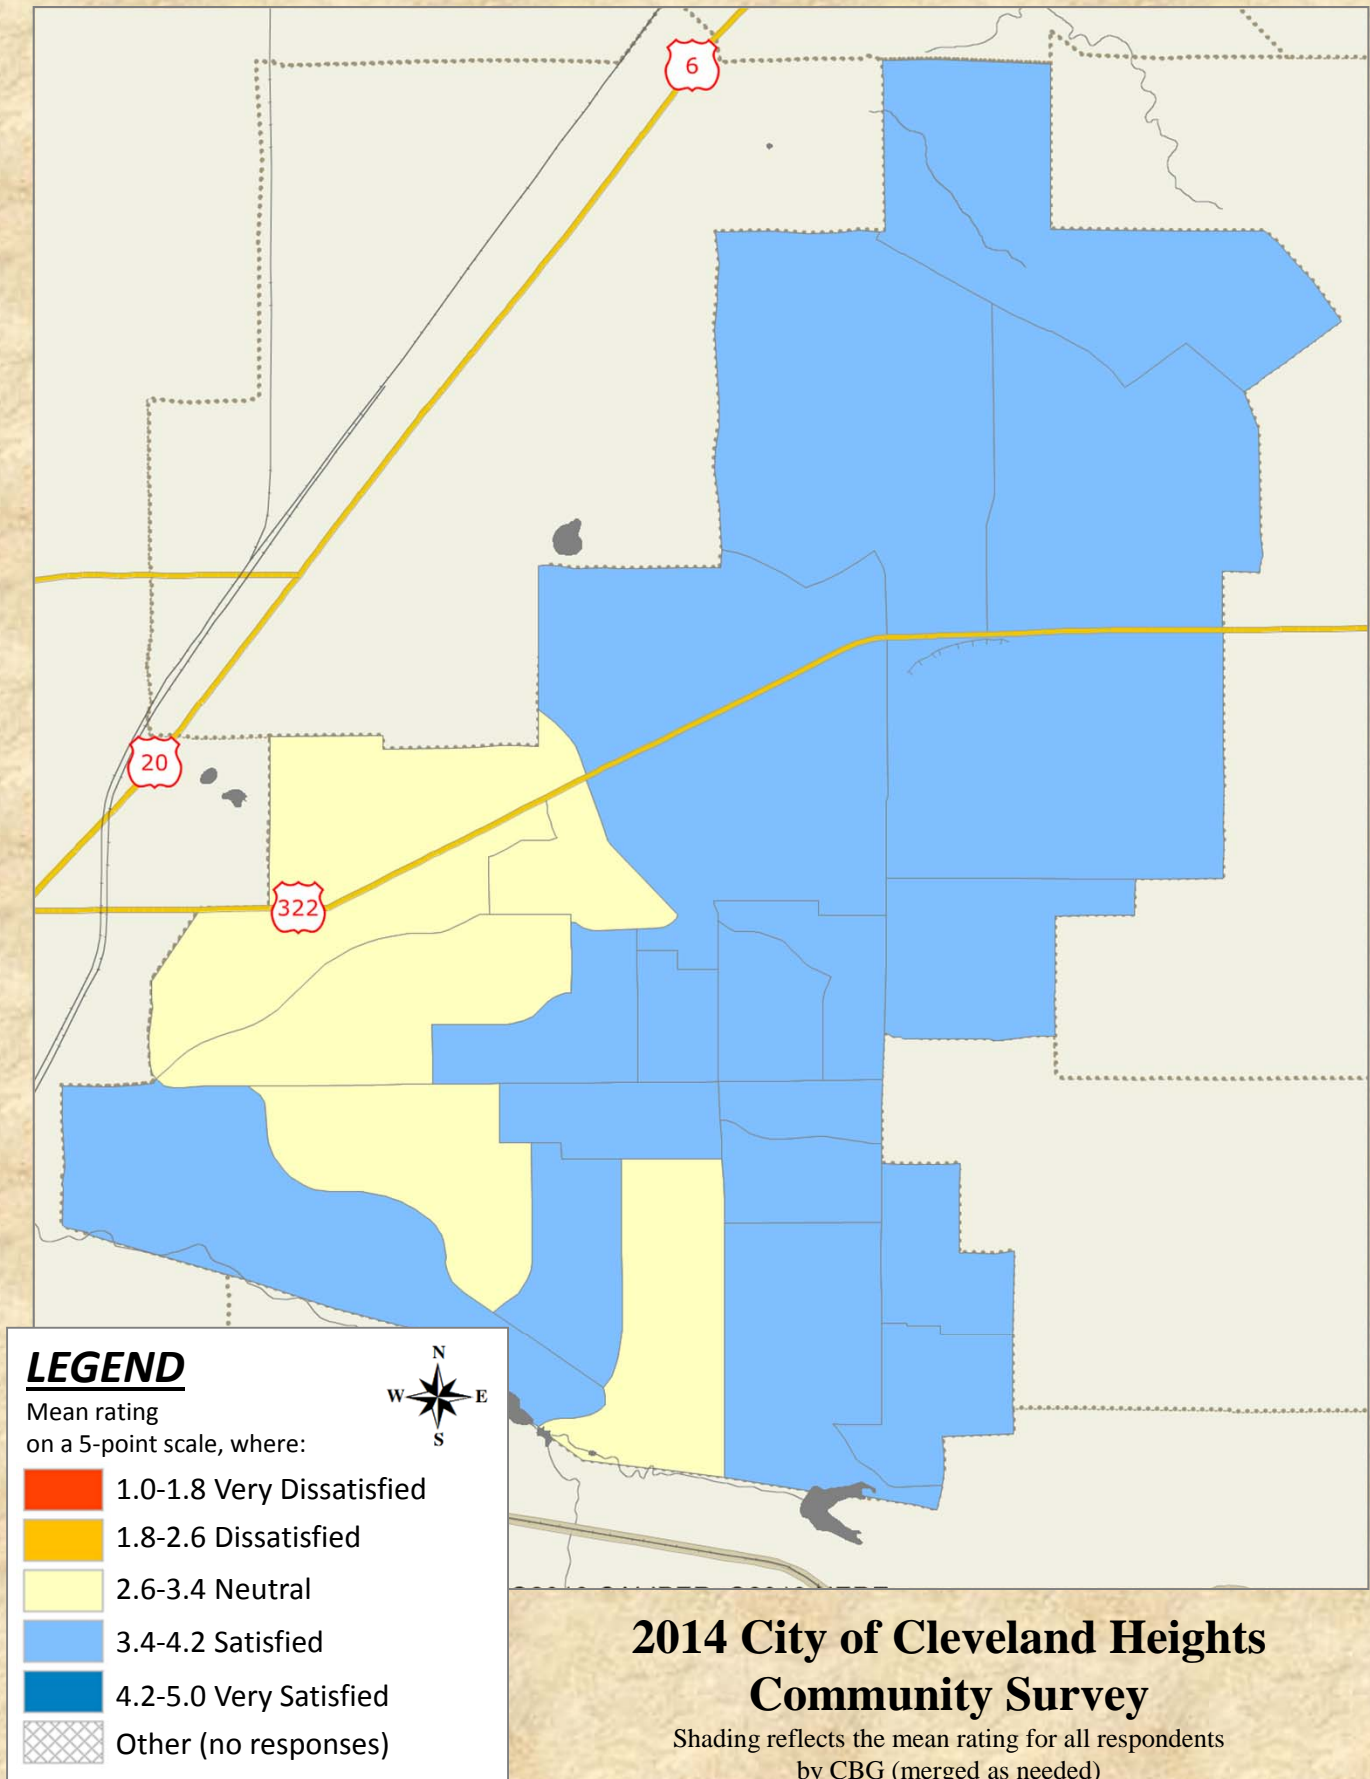 6
20
322
LEGEND
N
W E
S
Mean rating
on a 5-point scale, where:
1.0-1.8 Very Dissatisfied
1.8-2.6 Dissatisfied
2.6-3.4 Neutral
3.4-4.2 Satisfied
4.2-5.0 Very Satisfied
Other (no responses)
2014 City of Cleveland Heights
Community Survey
Shading reflects the mean rating for all respondents
by CBG (merged as needed)